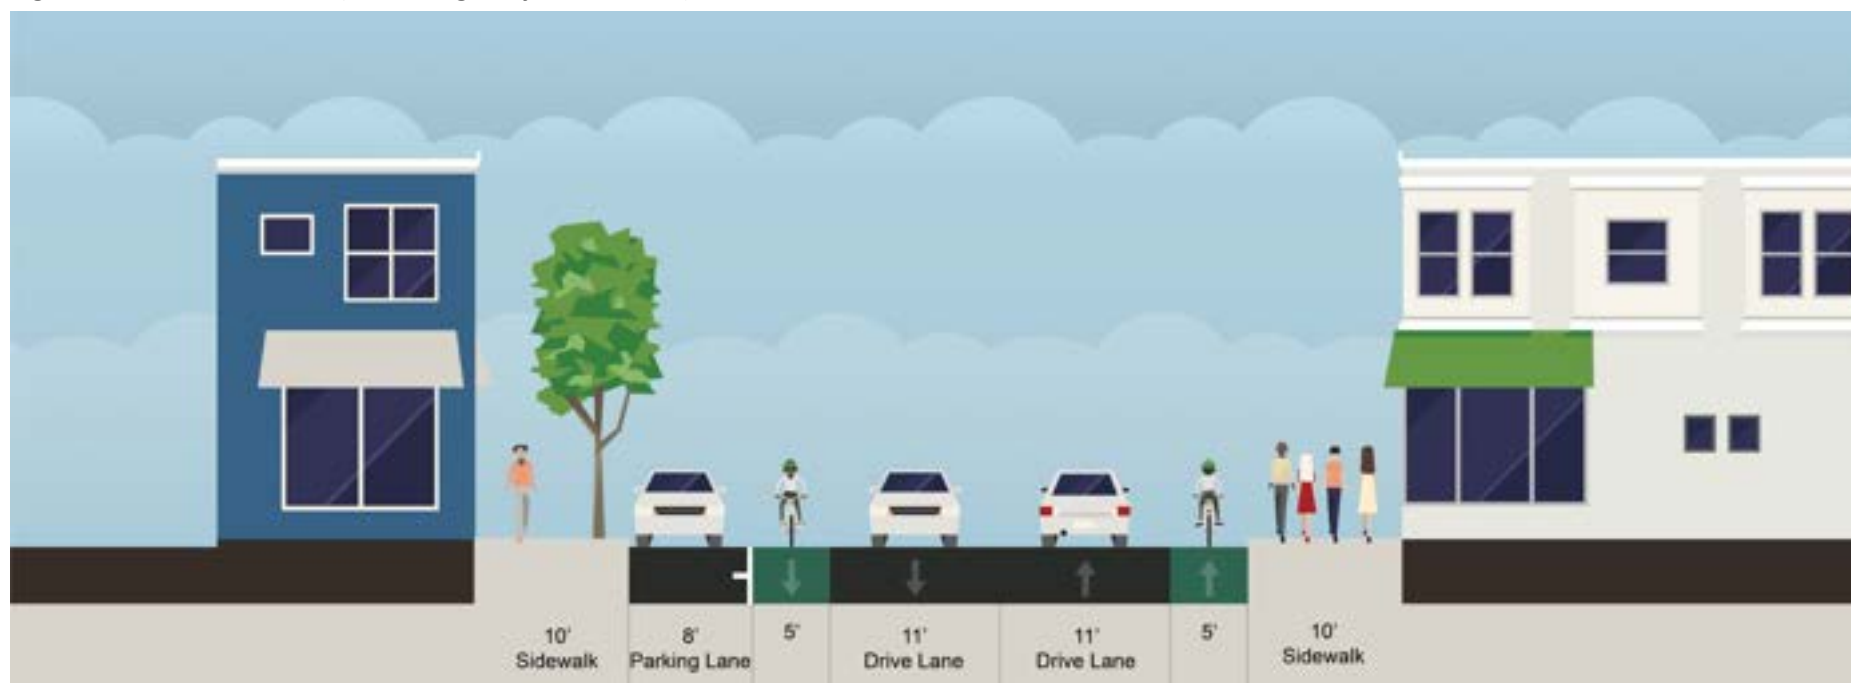 10'
Sidewalk
8'
Parking Lane
5'
11'
Drive Lane
11'
Drive Lane
5'
10'
Sidewalk